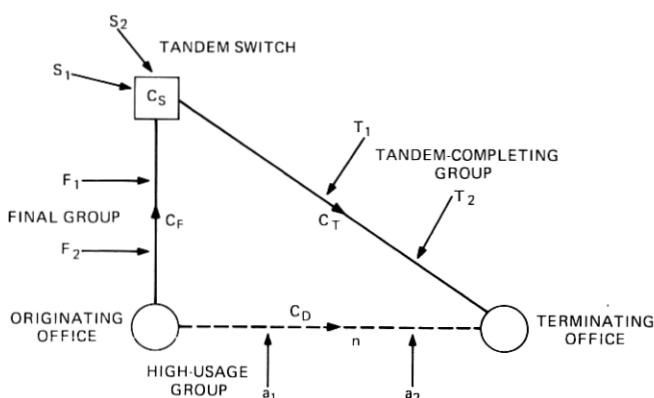 S2
TANDEM SWITCH
S1
CS
T1
TANDEM-COMPLETING
GROUP
F1
T2
FINAL GROUP
CF
CT
F2
ORIGINATING
OFFICE
CD
n
TERMINATING
OFFICE
HIGH-USAGE
GROUP
a1
a2